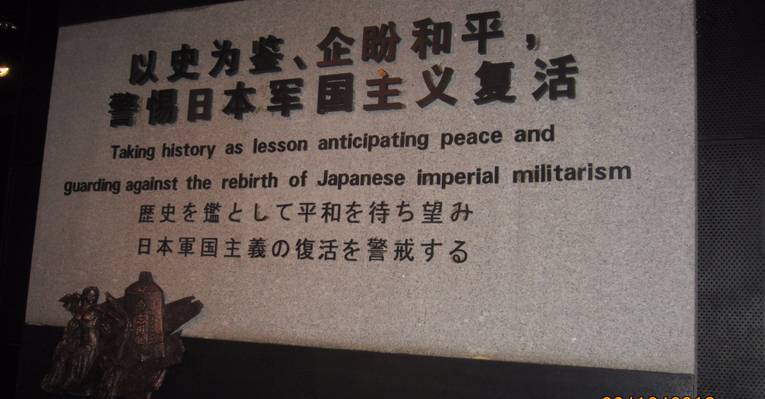 以史为鉴、企盼和平，
警惕日本军国主义复活
Taking history as lesson anticipating peace and
guarding against the rebirth of Japanese imperial militarism
歴史を鑑として平和を待ち望み
日本軍国主義の復活を警戒する